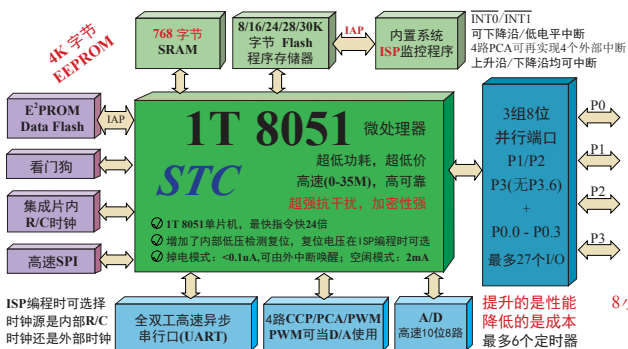 4K 字节
EEPROM
768 字节
SRAM
8/16/24/28/30K
字节 Flash
程序存储器
IAP
内置系统
ISP监控程序
INT0/INT1
可下降沿/低电平中断
4路PCA可再实现4个外部中断
上升沿/下降沿均可中断
E²PROM
Data Flash
IAP
看门狗
集成片内
R/C时钟
高速SPI
1T 8051 微处理器
STC
超低功耗，超低价
高速(0-35M)，高可靠
超强抗干扰，加密性强
1T 8051单片机，最快指令快24倍
增加了内部低压检测复位，复位电压在ISP编程时可选
掉电模式：<0.1uA,可由外中断唤醒；空闲模式：2mA
3组8位
并行端口
P1/P2
P3(无P3.6)
+
P0.0 - P0.3
最多27个I/O
P0
P1
P2
P3
ISP编程时可选择
时钟源是内部R/C
时钟还是外部时钟
全双工高速异步
串行口(UART)
4路CCP/PCA/PWM
PWM可当D/A使用
A/D
高速10位8路
提升的是性能
降低的是成本
最多6个定时器
8